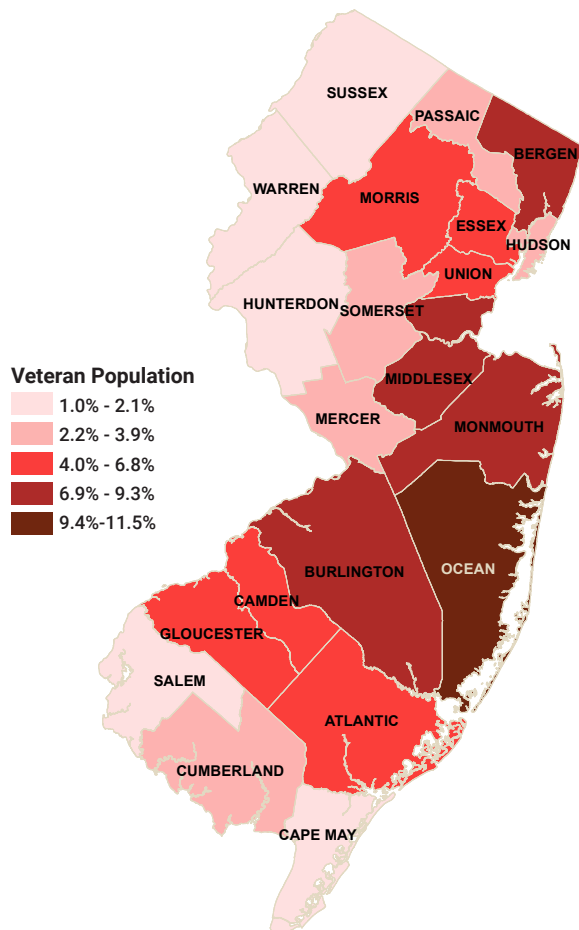 SUSSEX
PASSAIC
BERGEN
WARREN
MORRIS
ESSEX
HUDSON
UNION
HUNTERDON
SOMERSET
Veteran Population
1.0% - 2.1%
2.2% - 3.9%
4.0% - 6.8%
6.9% - 9.3%
9.4%-11.5%
MIDDLESEX
MERCER
MONMOUTH
OCEAN
BURLINGTON
CAMDEN
GLOUCESTER
SALEM
ATLANTIC
CUMBERLAND
CAPE MAY